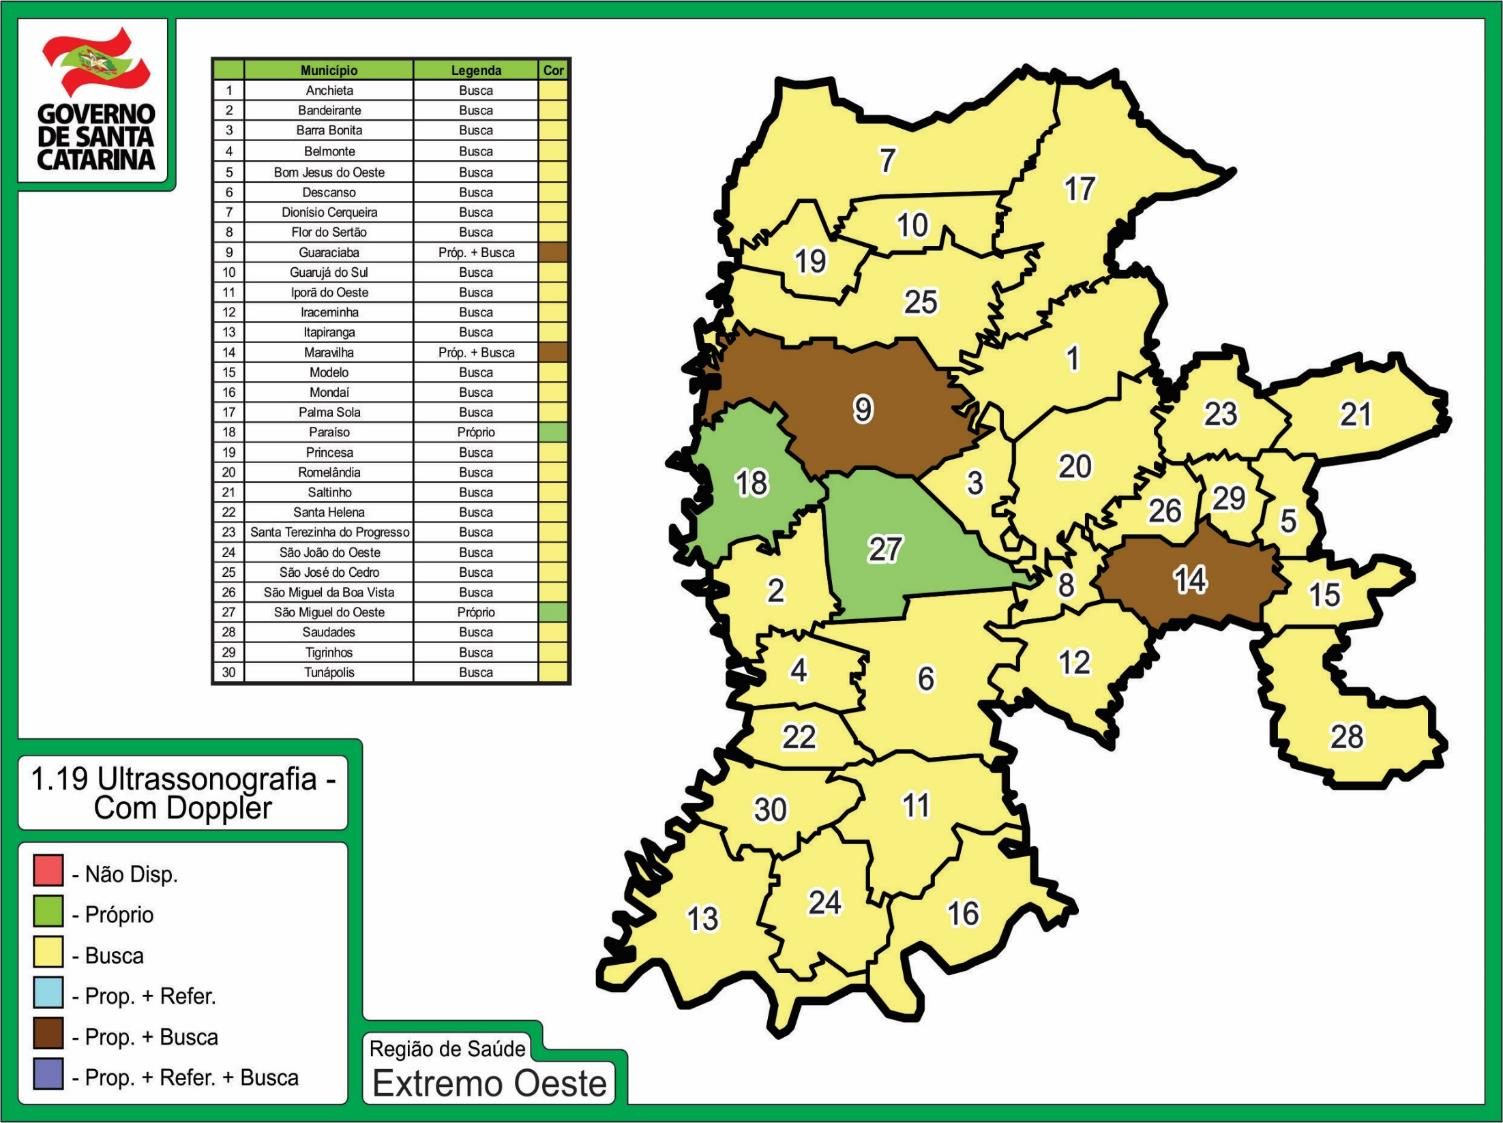 GOVERNO
DE SANTA
CATARINA
Município Legenda Cor
1 Anchieta Busca
2 Bandeirante Busca
3 Barra Bonita Busca
4 Belmonte Busca
5 Bom Jesus do Oeste Busca
6 Descanso Busca
7 Dionísio Cerqueira Busca
8 Flor do Sertão Busca
9 Guaraciaba Próp. + Busca
10 Guarujá do Sul Busca
11 Iporã do Oeste Busca
12 Iraceminha Busca
13 Itapiranga Busca
14 Maravilha Próp. + Busca
15 Modelo Busca
16 Mondaí Busca
17 Palma Sola Busca
18 Paraíso Próprio
19 Princesa Busca
20 Romelândia Busca
21 Saltinho Busca
22 Santa Helena Busca
23 Santa Terezinha do Progresso Busca
24 São João do Oeste Busca
25 São José do Cedro Busca
26 São Miguel da Boa Vista Busca
27 São Miguel do Oeste Próprio
28 Saudades Busca
29 Tigrinhos Busca
30 Tunápolis Busca
7
17
10
19
25
1
9
23
21
18
3
20
26
29
5
27
2
8
14
15
4
6
12
22
28
30
11
13
24
16
1.19 Ultrassonografia -
Com Doppler
- Não Disp.
- Próprio
- Busca
- Prop. + Refer.
- Prop. + Busca
- Prop. + Refer. + Busca
Região de Saúde
Extremo Oeste